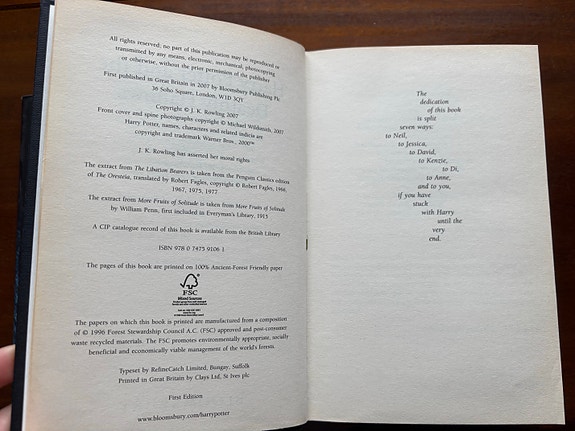 All rights reserved; no part of this publication may be reproduced or
transmitted by any means, electronic, mechanical, photocopying
or otherwise, without the prior permission of the publisher
First published in Great Britain in 2007 by Bloomsbury Publishing Plc
36 Soho Square, London, W1D 3QY
Copyright © J. K. Rowling 2007
Front cover and spine photographs copyright © Michael Wildsmith, 2007
Harry Potter, names, characters and related indicia are
copyright and trademark Warner Bros., 2000™
J. K. Rowling has asserted her moral rights
The extract from The Libation Bearers is taken from the Penguin Classics edition
of The Oresteia, translated by Robert Fagles, copyright © Robert Fagles, 1966,
1967, 1975, 1977
The extract from More Fruits of Solitude is taken from More Fruits of Solitude
by William Penn, first included in Everyman's Library, 1915
A CIP catalogue record of this book is available from the British Library
ISBN 978 0 7475 9106 1
The pages of this book are printed on 100% Ancient-Forest Friendly paper
FSC
Mixed Sources
The papers on which this book is printed are manufactured from a composition
of © 1996 Forest Stewardship Council A.C. (FSC) approved and post-consumer
waste recycled materials. The FSC promotes environmentally appropriate, socially
beneficial and economically viable management of the world's forests.
Typeset by RefineCatch Limited, Bungay, Suffolk
Printed in Great Britain by Clays Ltd, St Ives plc
First Edition
www.bloomsbury.com/harrypotter
The
dedication
of this book
is split
seven ways:
to Neil,
to Jessica,
to David,
to Kenzie,
to Di,
to Anne,
and to you,
if you have
stuck
with Harry
until the
very
end.